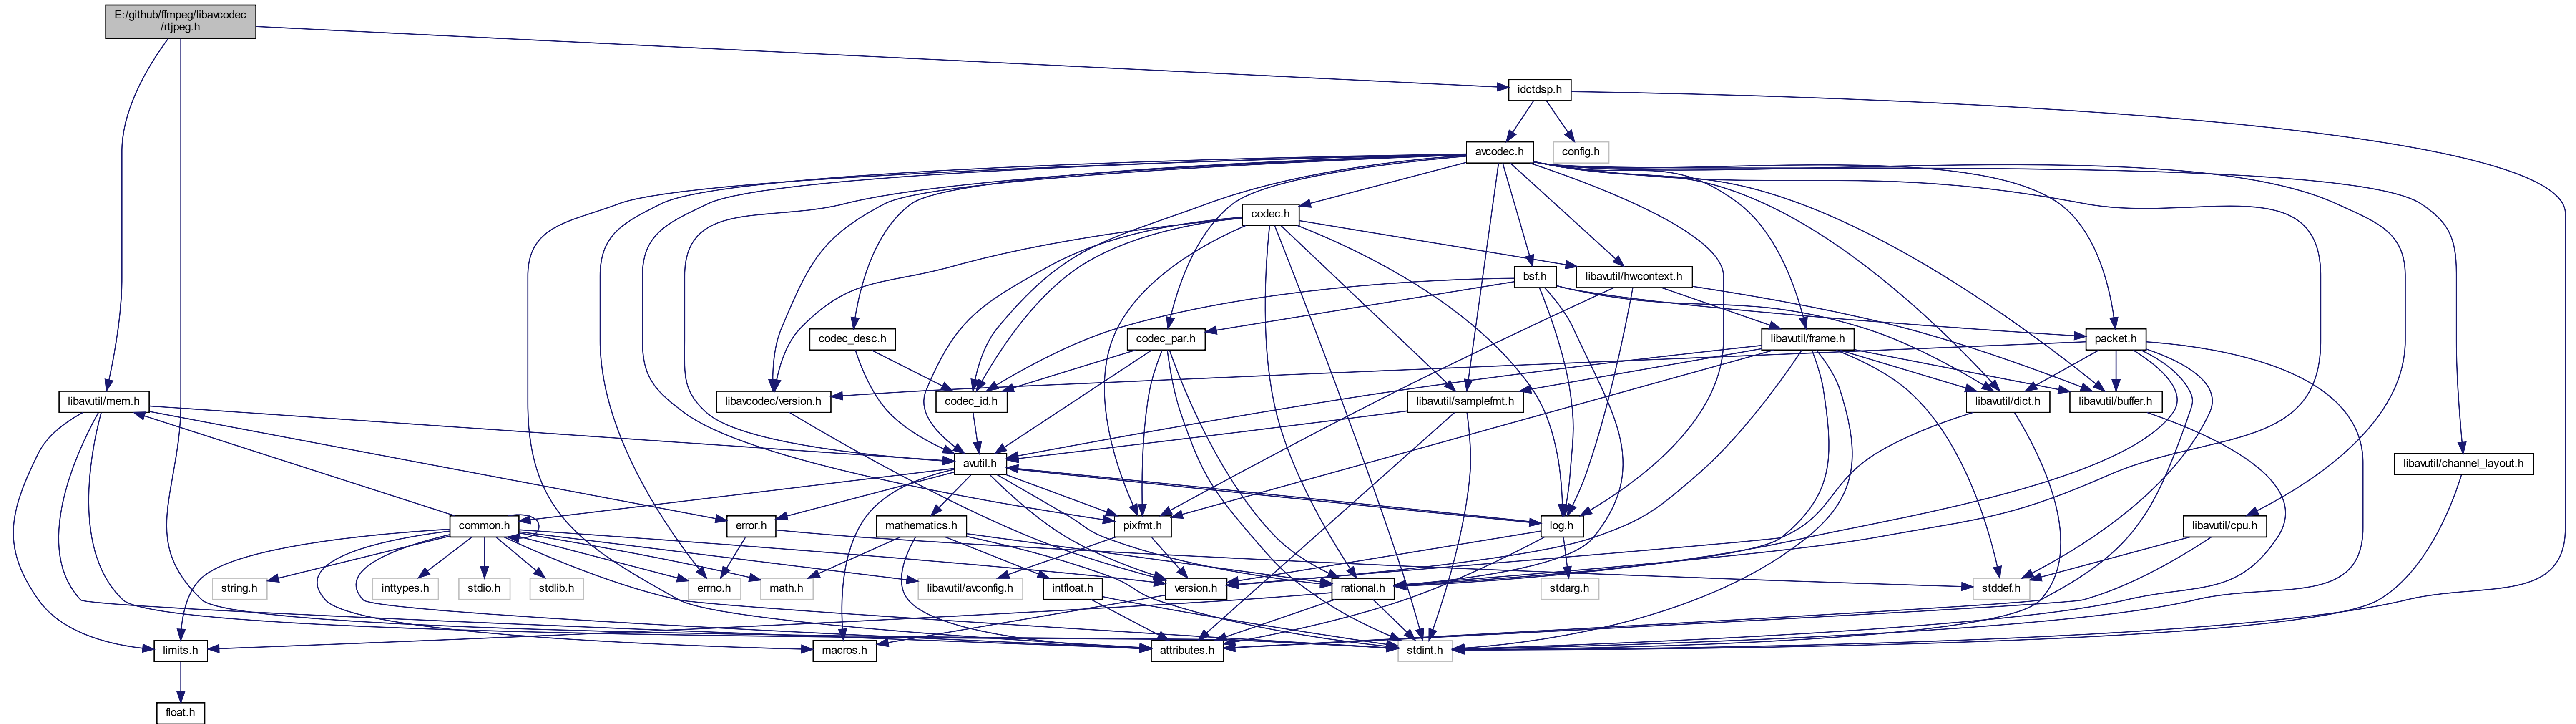 E:/github/ffmpeg/libavcodec
/rtjpeg.h
idctdsp.h
avcodec.h
config.h
codec.h
bsf.h
libavutil/hwcontext.h
codec_desc.h
codec_par.h
libavutil/frame.h
packet.h
libavutil/mem.h
libavcodec/version.h
codec_id.h
libavutil/samplefmt.h
libavutil/dict.h
libavutil/buffer.h
avutil.h
libavutil/channel_layout.h
common.h
error.h
mathematics.h
pixfmt.h
log.h
libavutil/cpu.h
string.h
inttypes.h
stdio.h
stdlib.h
errno.h
math.h
libavutil/avconfig.h
intfloat.h
version.h
rational.h
stdarg.h
stddef.h
limits.h
macros.h
attributes.h
stdint.h
float.h